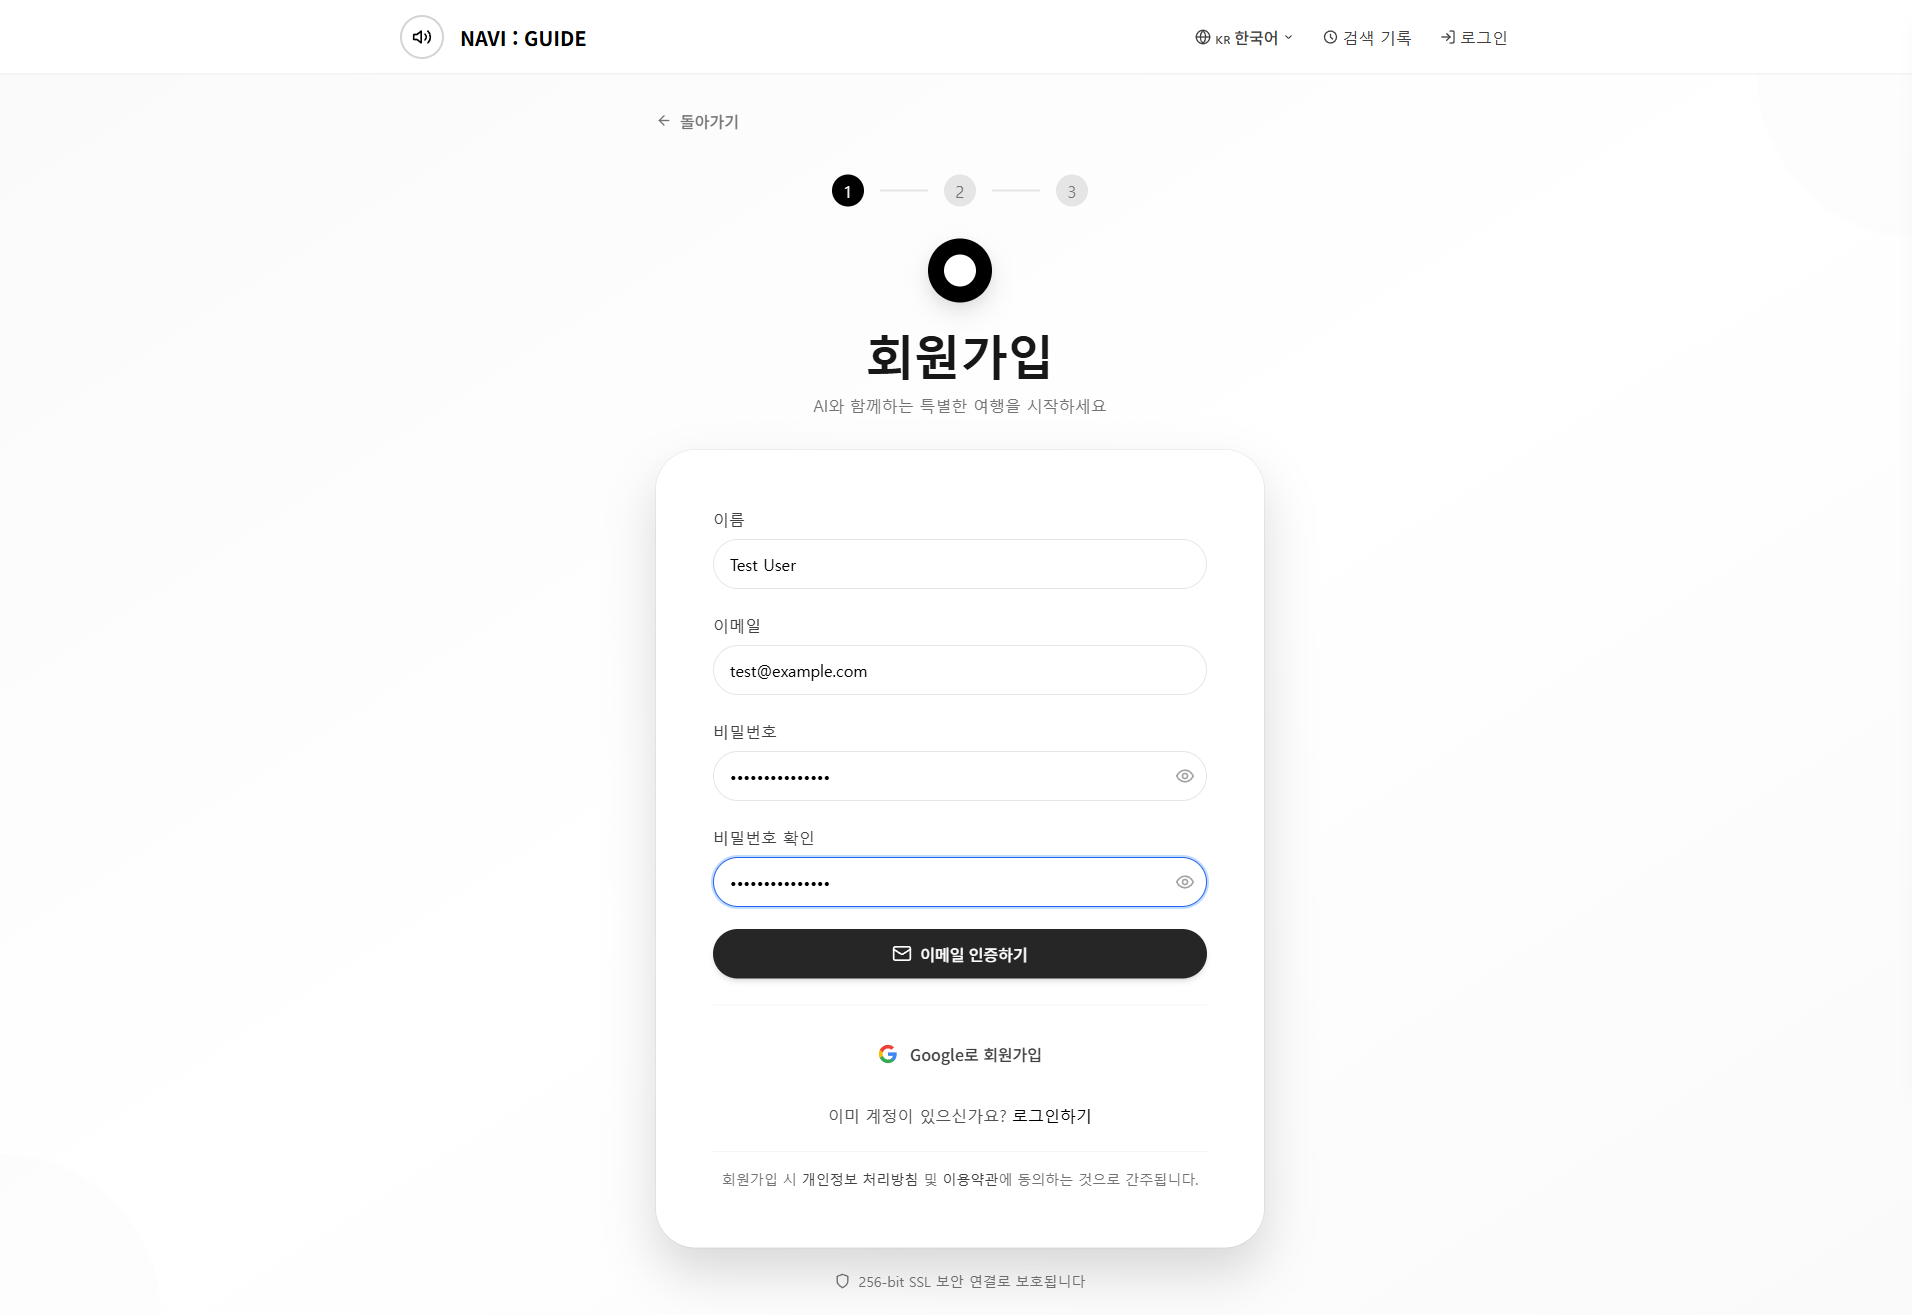 NAVI : GUIDE
KR 한국어
검색 기록
로그인
돌아가기
1
2
3
회원가입
AI와 함께하는 특별한 여행을 시작하세요
이름
Test User
이메일
test@example.com
비밀번호
•••••••••••••••
비밀번호 확인
•••••••••••••••
이메일 인증하기
Google로 회원가입
이미 계정이 있으신가요? 로그인하기
회원가입 시 개인정보 처리방침 및 이용약관에 동의하는 것으로 간주됩니다.
256-bit SSL 보안 연결로 보호됩니다